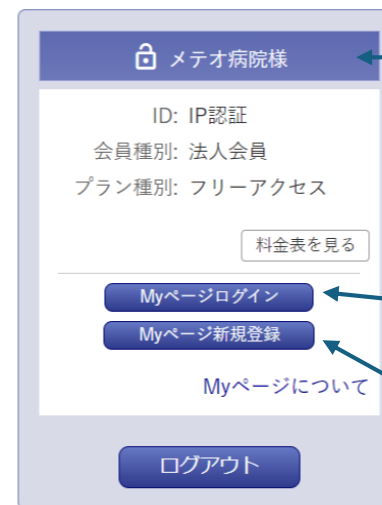 メテオ病院様
ID: IP認証
会員種別: 法人会員
プラン種別: フリーアクセス
料金表を見る
Myページログイン
Myページ新規登録
Myページについて
ログアウト